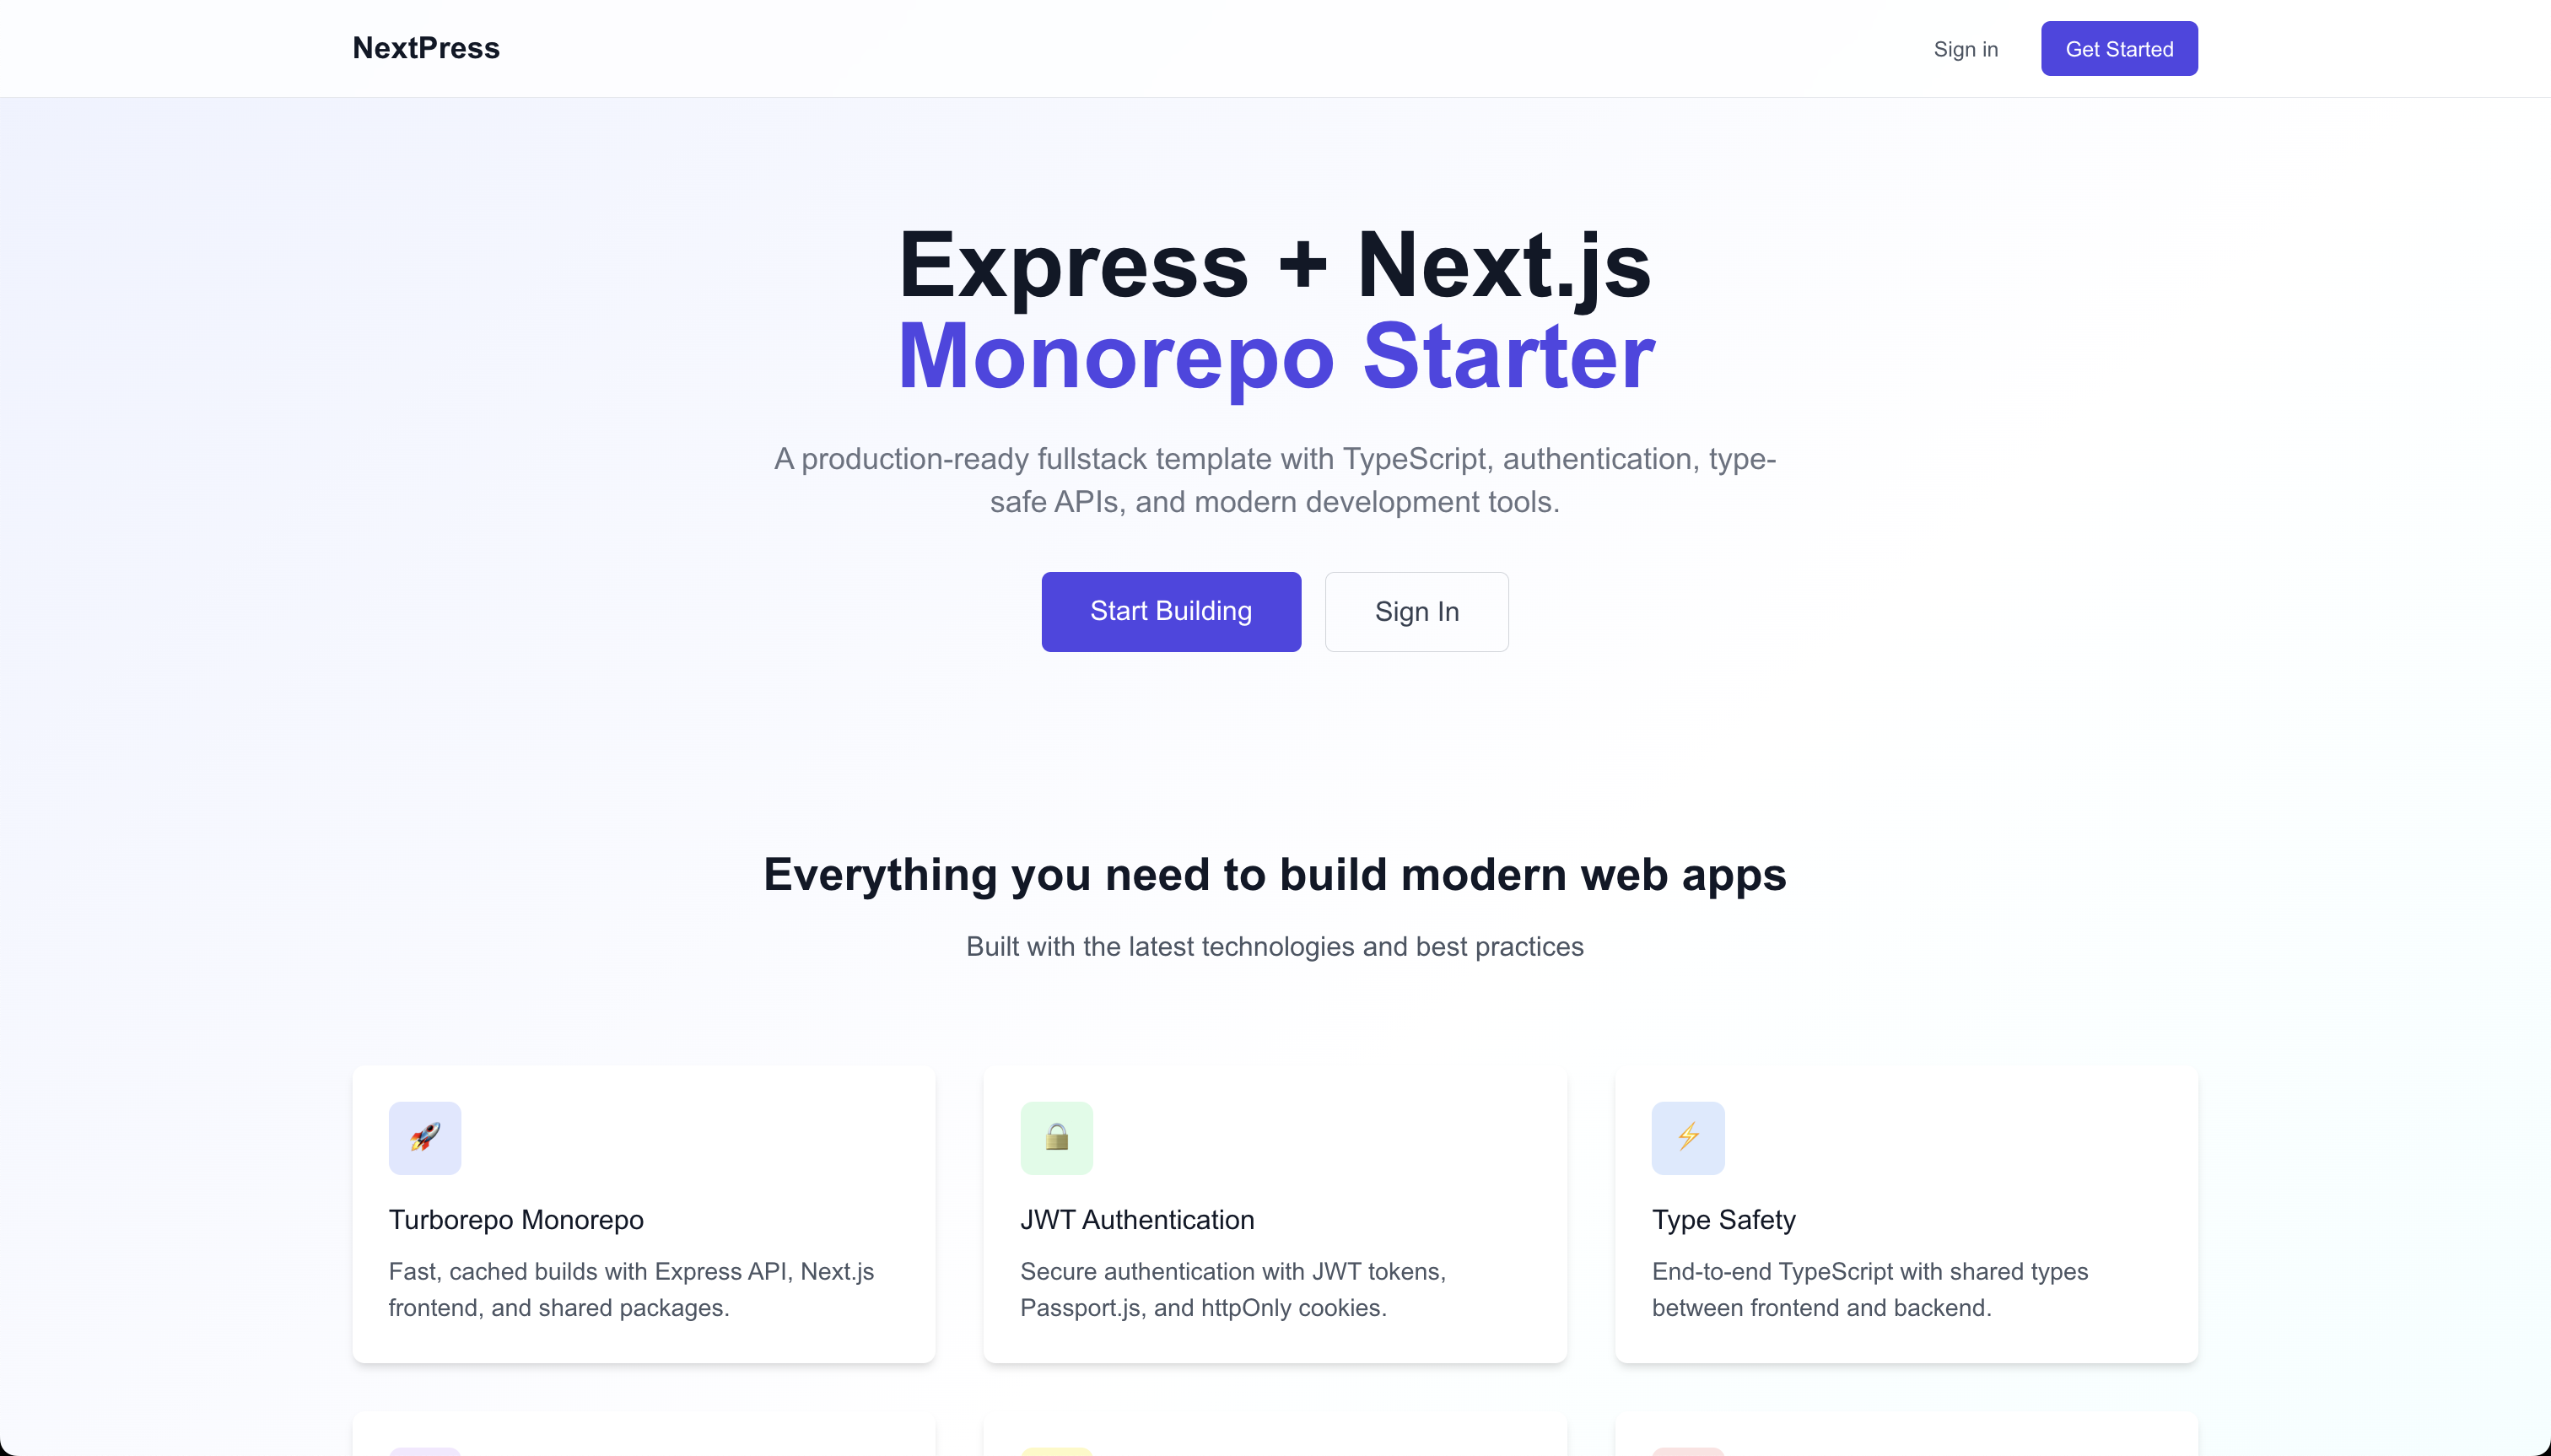 NextPress
Sign in
Get Started
Express + Next.js
Monorepo Starter
A production-ready fullstack template with TypeScript, authentication, type-
safe APIs, and modern development tools.
Start Building
Sign In
Everything you need to build modern web apps
Built with the latest technologies and best practices
Turborepo Monorepo
Fast, cached builds with Express API, Next.js
frontend, and shared packages.
JWT Authentication
Secure authentication with JWT tokens,
Passport.js, and httpOnly cookies.
Type Safety
End-to-end TypeScript with shared types
between frontend and backend.